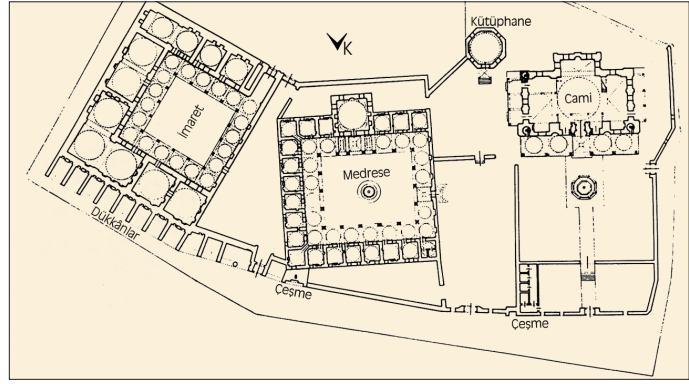 Kütüphane
K
İmaret
Cami
Medrese
Dükkânlar
Çeşme
Çeşme